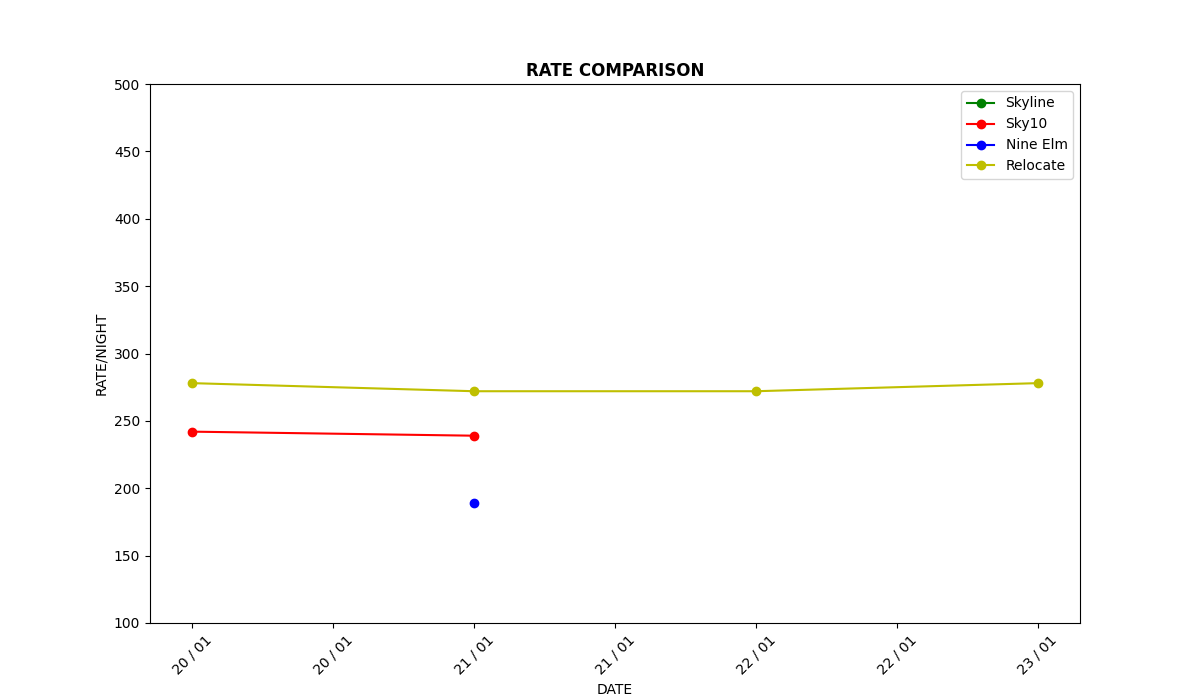 RATE COMPARISON
Skyline
Sky10
Nine Elm
Relocate
RATE/NIGHT
500
450
400
350
300
250
200
150
100
20 / 01
20 / 01
21 / 01
21 / 01
22 / 01
22 / 01
23 / 01
DATE